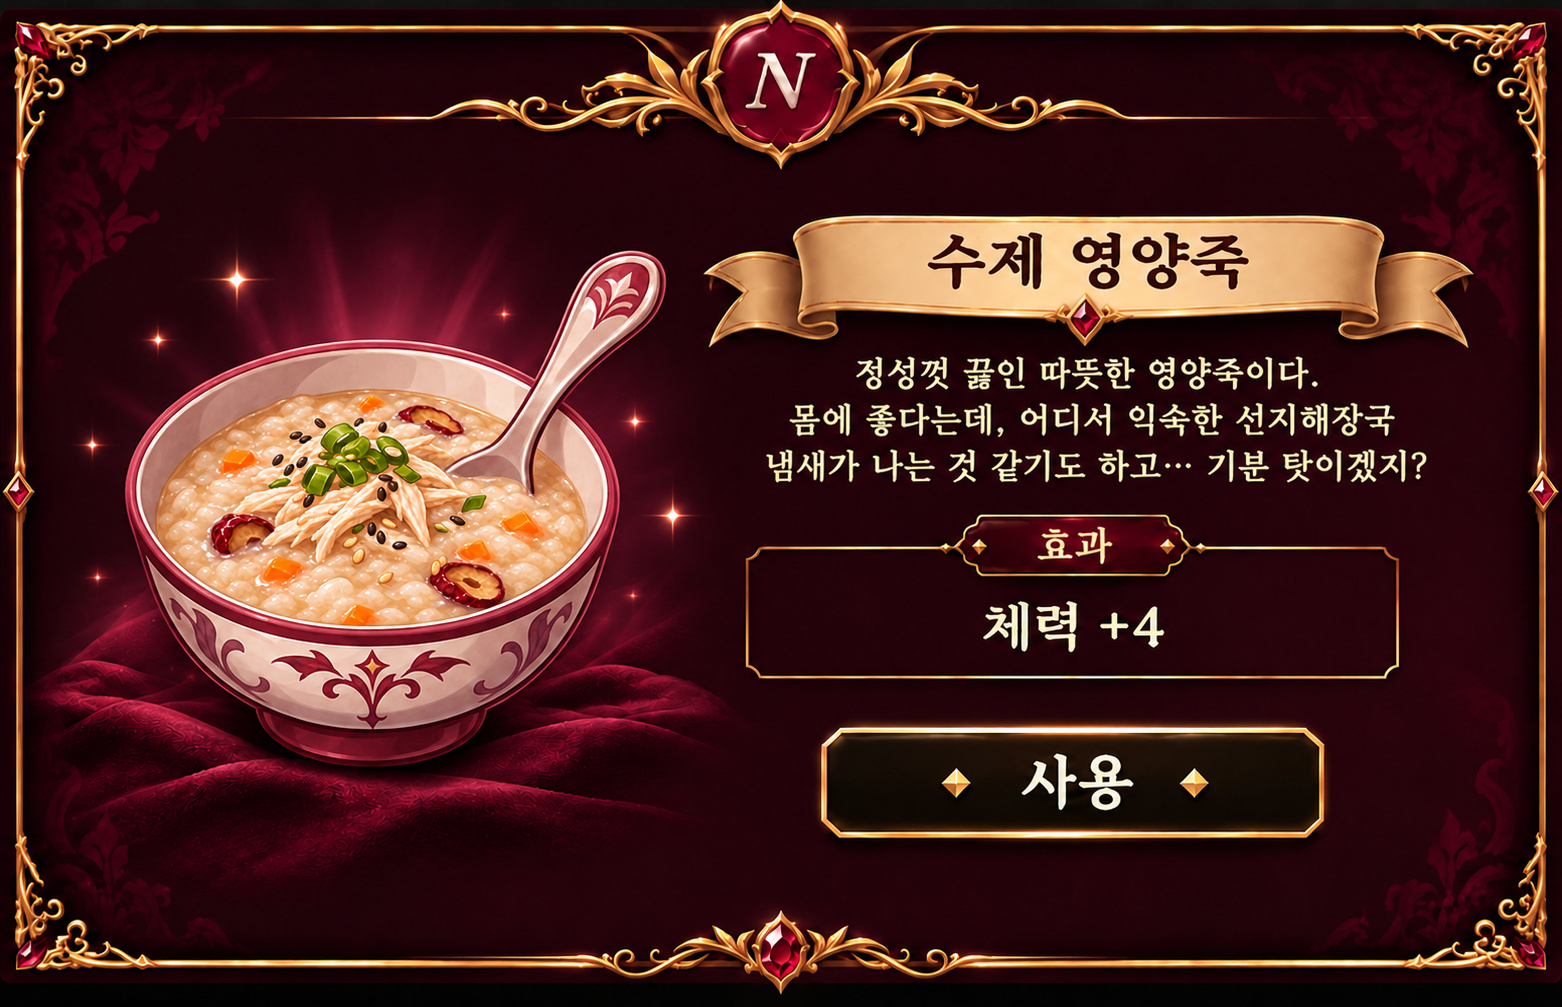 N
수제 영양죽
정성껏 끓인 따뜻한 영양죽이다.
몸에 좋다는데, 어디서 익숙한 선지해장국
냄새가 나는 것 같기도 하고… 기분 탓이겠지?
효과
체력 +4
사용